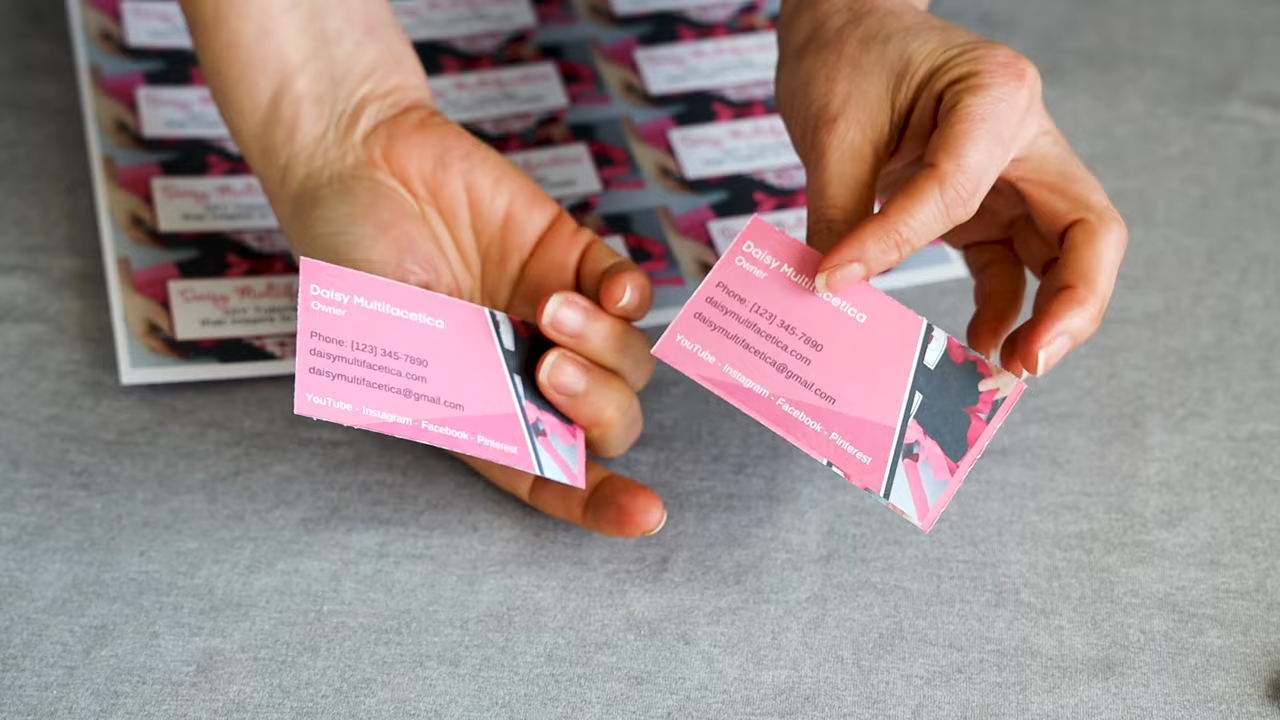 Daisy Multifacetica
Owner
Phone: [123] 345-7890
daisymultifacetica.com
daisymultifacetica@gmail.com
YouTube - Instagram - Facebook - Pinterest
Daisy Multifacetica
Owner
Phone: [123] 345-7890
daisymultifacetica.com
daisymultifacetica@gmail.com
YouTube - Instagram - Facebook - Pinterest